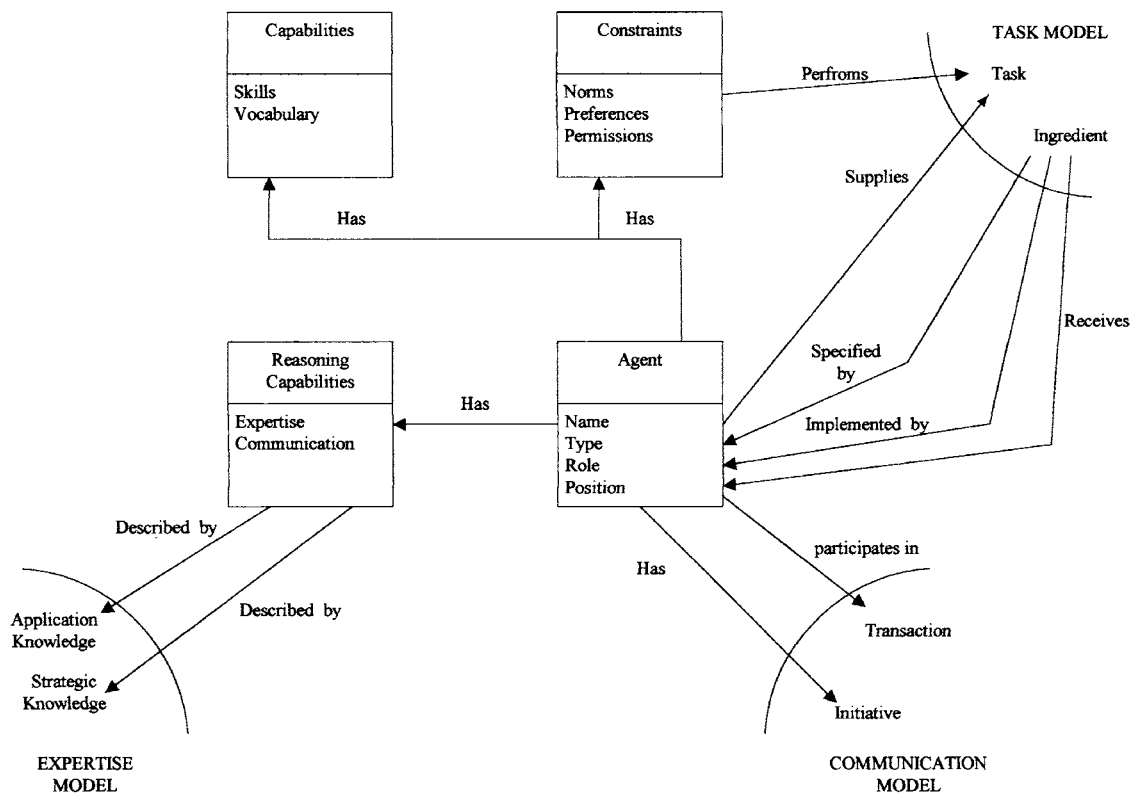 Capabilities
Skills
Vocabulary
Constraints
Norms
Preferences
Permissions
Perfroms
TASK MODEL
Task
Ingredient
Supplies
Has
Has
Receives
Reasoning
Capabilities
Expertise
Communication
Has
Agent
Name
Type
Role
Position
Specified
by
Implemented by
Described by
Described by
Has
participates in
Application
Knowledge
Strategic
Knowledge
Transaction
Initiative
EXPERTISE
MODEL
COMMUNICATION
MODEL